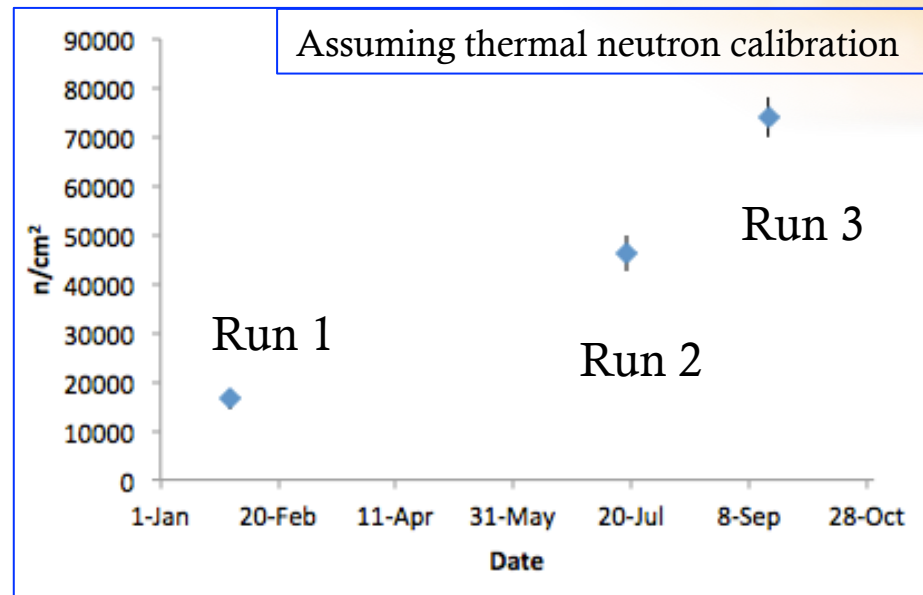 Assuming thermal neutron calibration
90000
80000
70000
60000
50000
40000
30000
20000
10000
0
n/cm²
Run 1
Run 2
Run 3
1-Jan 20-Feb 11-Apr 31-May 20-Jul 8-Sep 28-Oct
Date